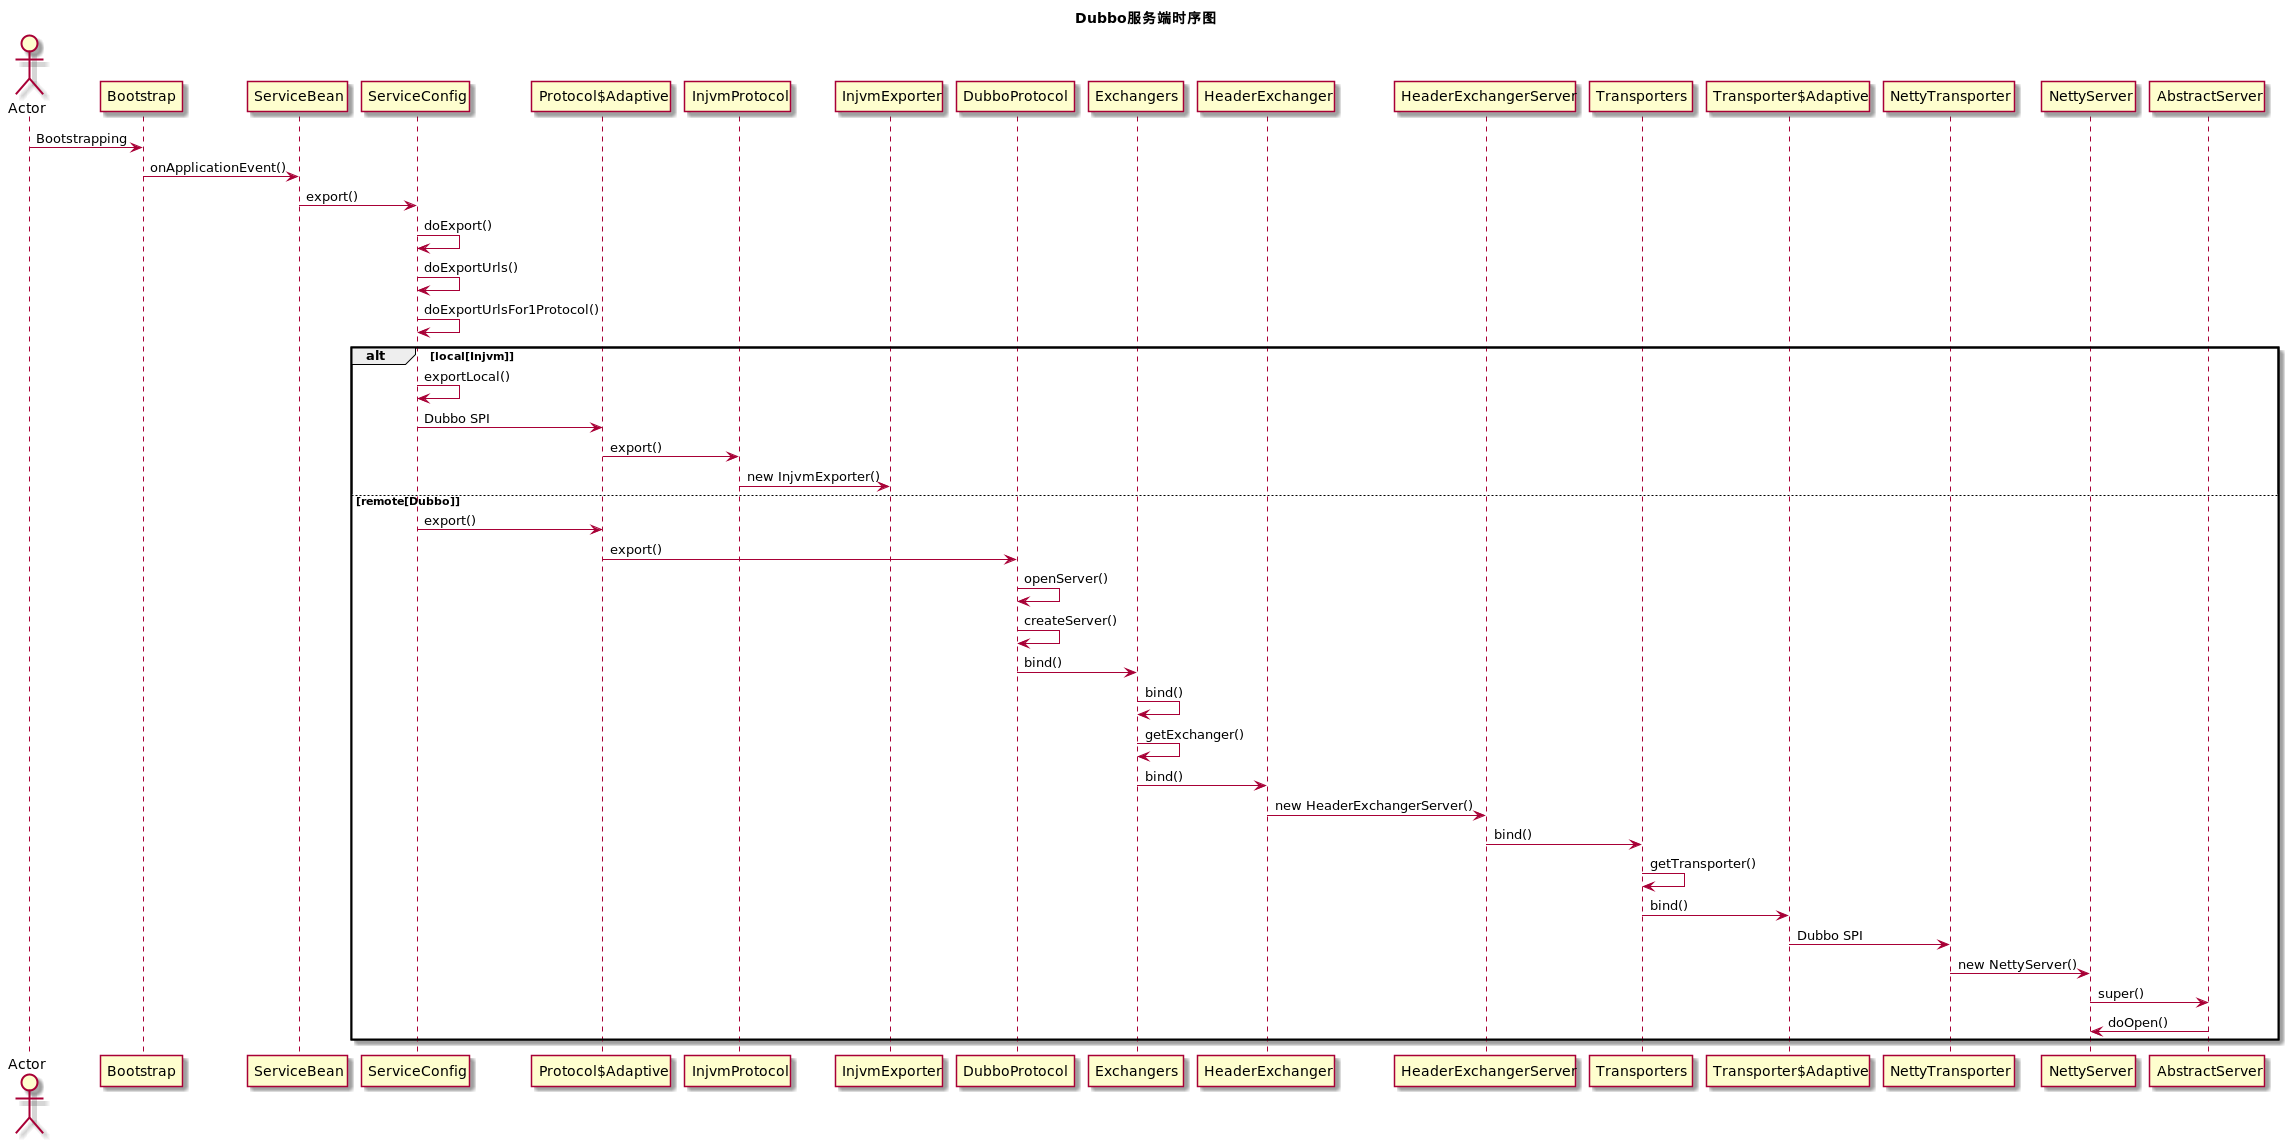 Dubbo服务端时序图
Actor
Bootstrap
ServiceBean
ServiceConfig
Protocol$Adaptive
InjvmProtocol
InjvmExporter
DubboProtocol
Exchangers
HeaderExchanger
HeaderExchangerServer
Transporters
Transporter$Adaptive
NettyTransporter
NettyServer
AbstractServer
Bootstrapping
onApplicationEvent()
export()
doExport()
doExportUrls()
doExportUrlsFor1Protocol()
alt
[local[Injvm]]
exportLocal()
Dubbo SPI
export()
new InjvmExporter()
[remote[Dubbo]]
export()
export()
openServer()
createServer()
bind()
bind()
getExchanger()
bind()
new HeaderExchangerServer()
bind()
getTransporter()
bind()
Dubbo SPI
new NettyServer()
super()
doOpen()
Actor
Bootstrap
ServiceBean
ServiceConfig
Protocol$Adaptive
InjvmProtocol
InjvmExporter
DubboProtocol
Exchangers
HeaderExchanger
HeaderExchangerServer
Transporters
Transporter$Adaptive
NettyTransporter
NettyServer
AbstractServer